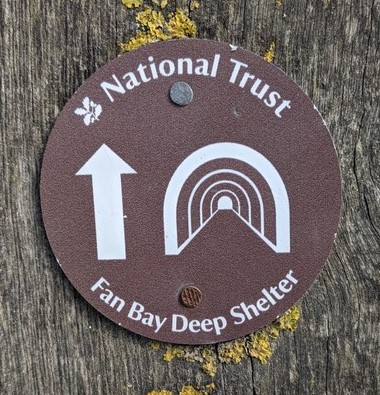 National Trust
Fan Bay Deep Shelter